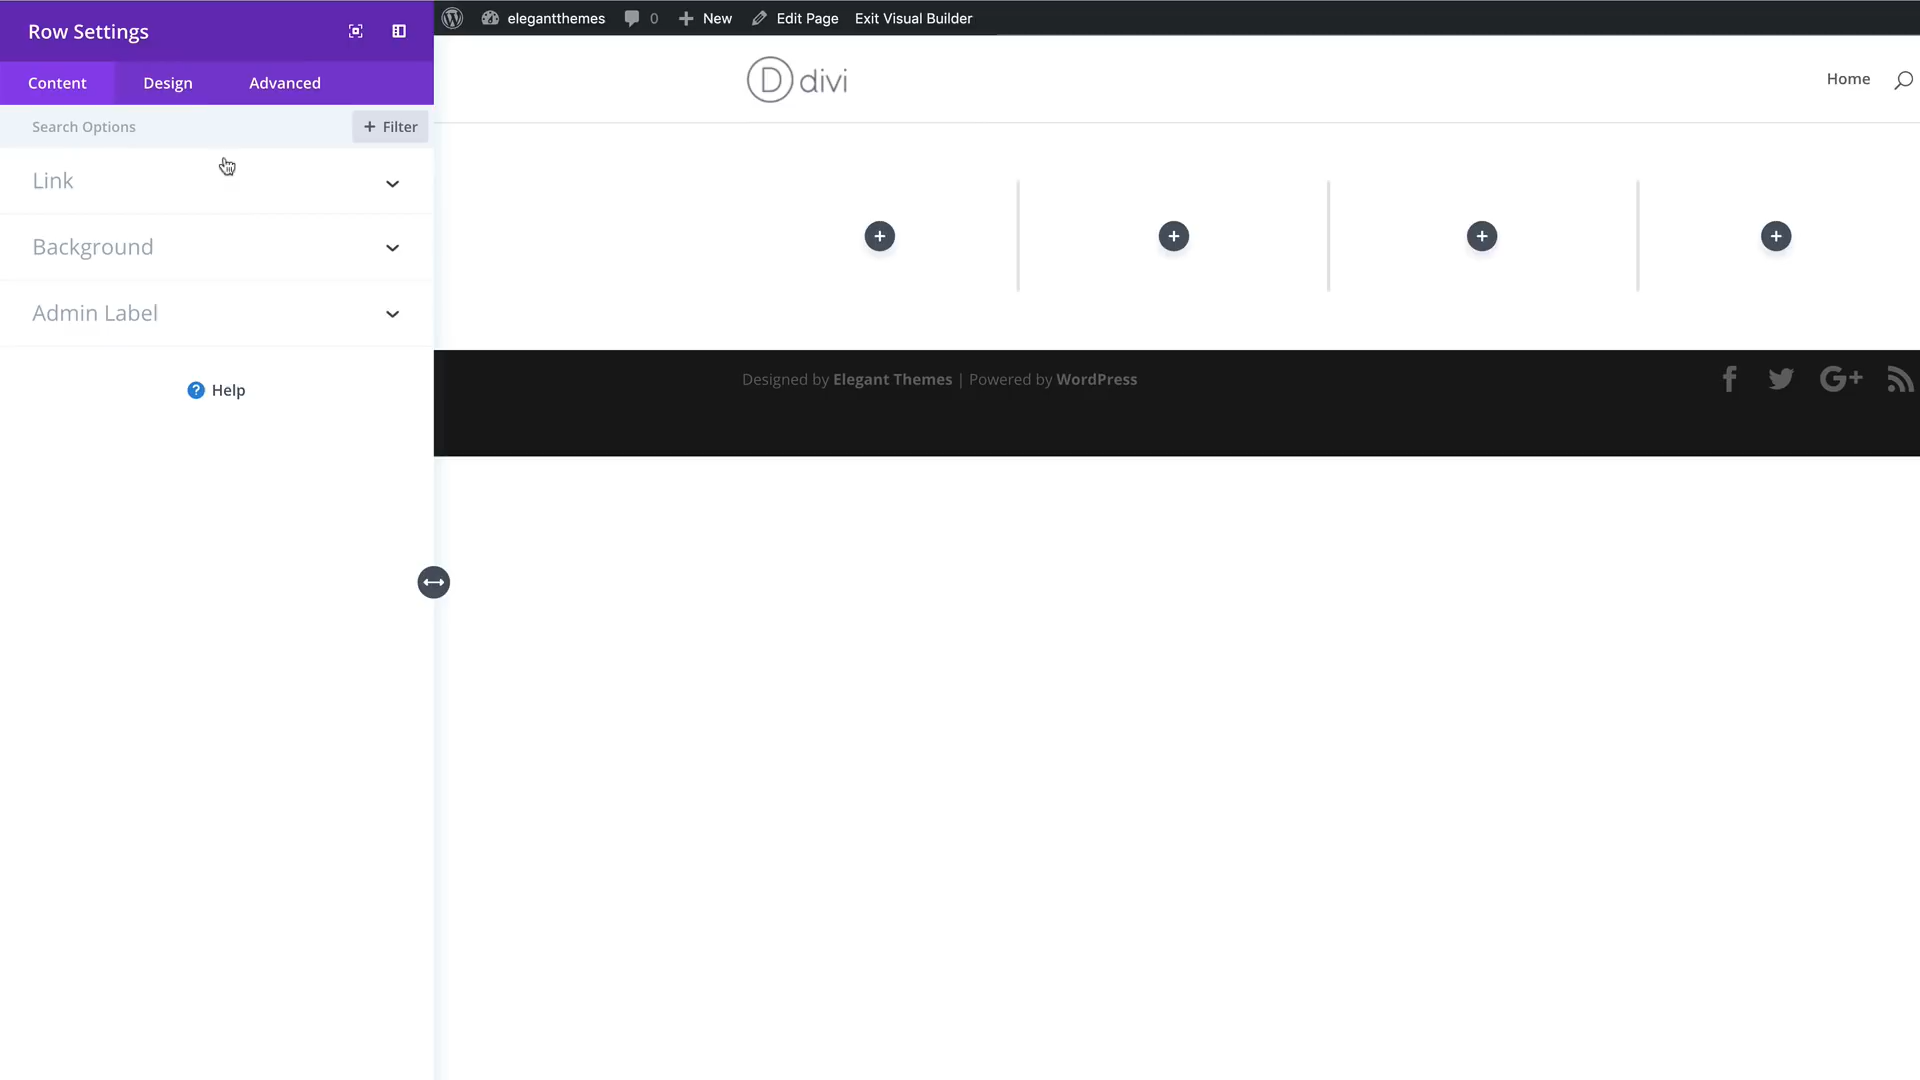 Row Settings
Content Design Advanced
Search Options + Filter
Link
Background
Admin Label
? Help
elegantthemes 0 + New Edit Page Exit Visual Builder
D divi
Home
Designed by Elegant Themes | Powered by WordPress
G+